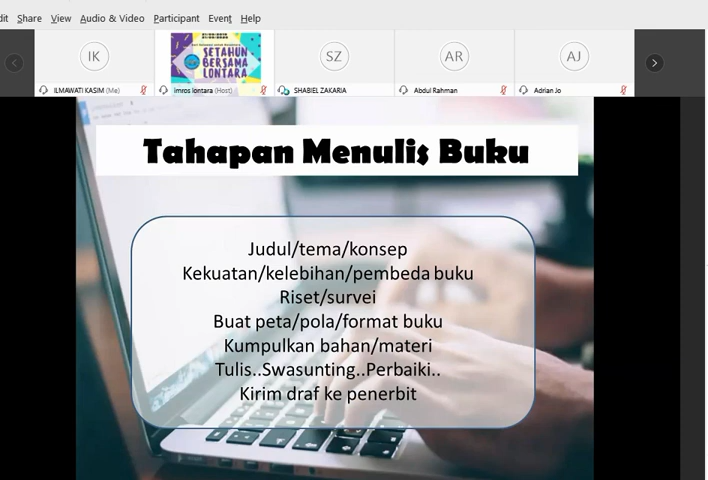 dit Share View Audio & Video Participant Event Help
IK
SETAHUN
BERSAMA
LONTARA
SZ
AR
AJ
ILMAWATI KASIM (Me)
Imros lontara (Host)
SHABIEL ZAKARIA
Abdul Rahman
Adrian Jo
Tahapan Menulis Buku
Judul/tema/konsep
Kekuatan/kelebihan/pembeda buku
Riset/survei
Buat peta/pola/format buku
Kumpulkan bahan/materi
Tulis..Swasunting..Perbaiki..
Kirim draf ke penerbit